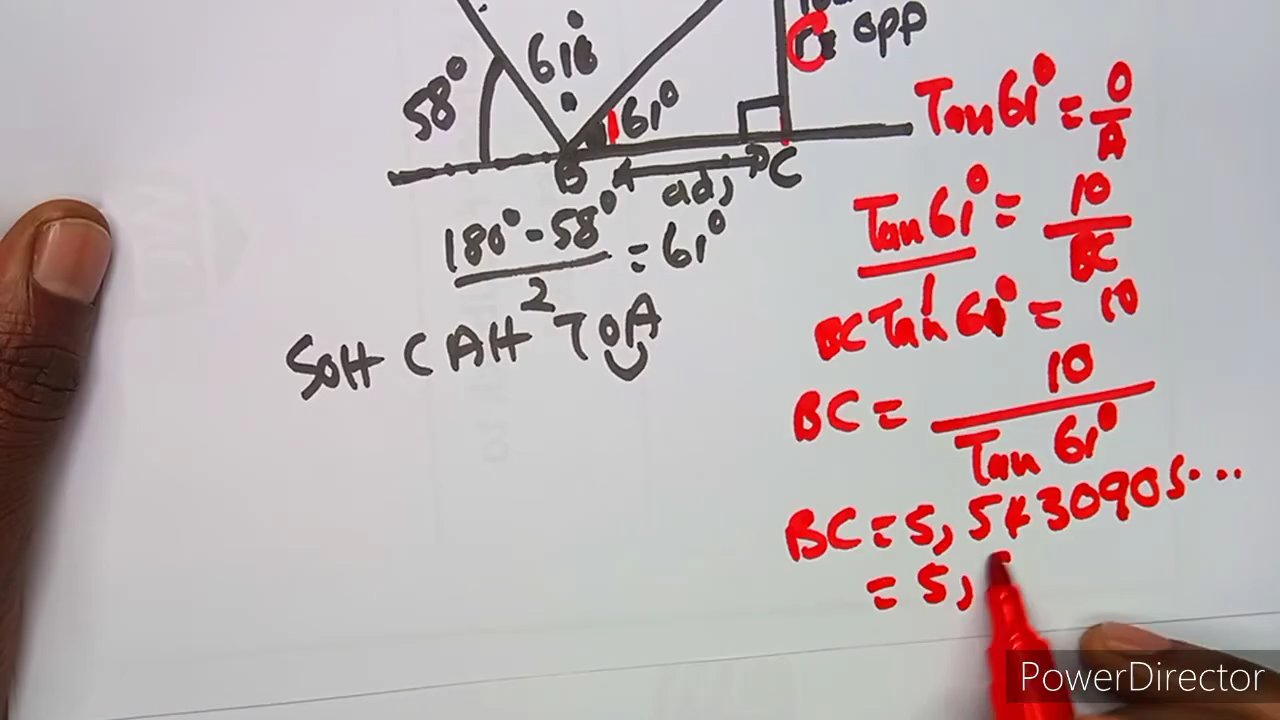 58°
61°
61°
opp
B
adj
C
180° - 58° = 61°
2
SOH CAH TOA
Tan 61° = O
A
Tan 61° = 10
1
BC
BC Tan 61° = 10
BC = 10
Tan 61°
BC = 5,5430905...
= 5,
PowerDirector